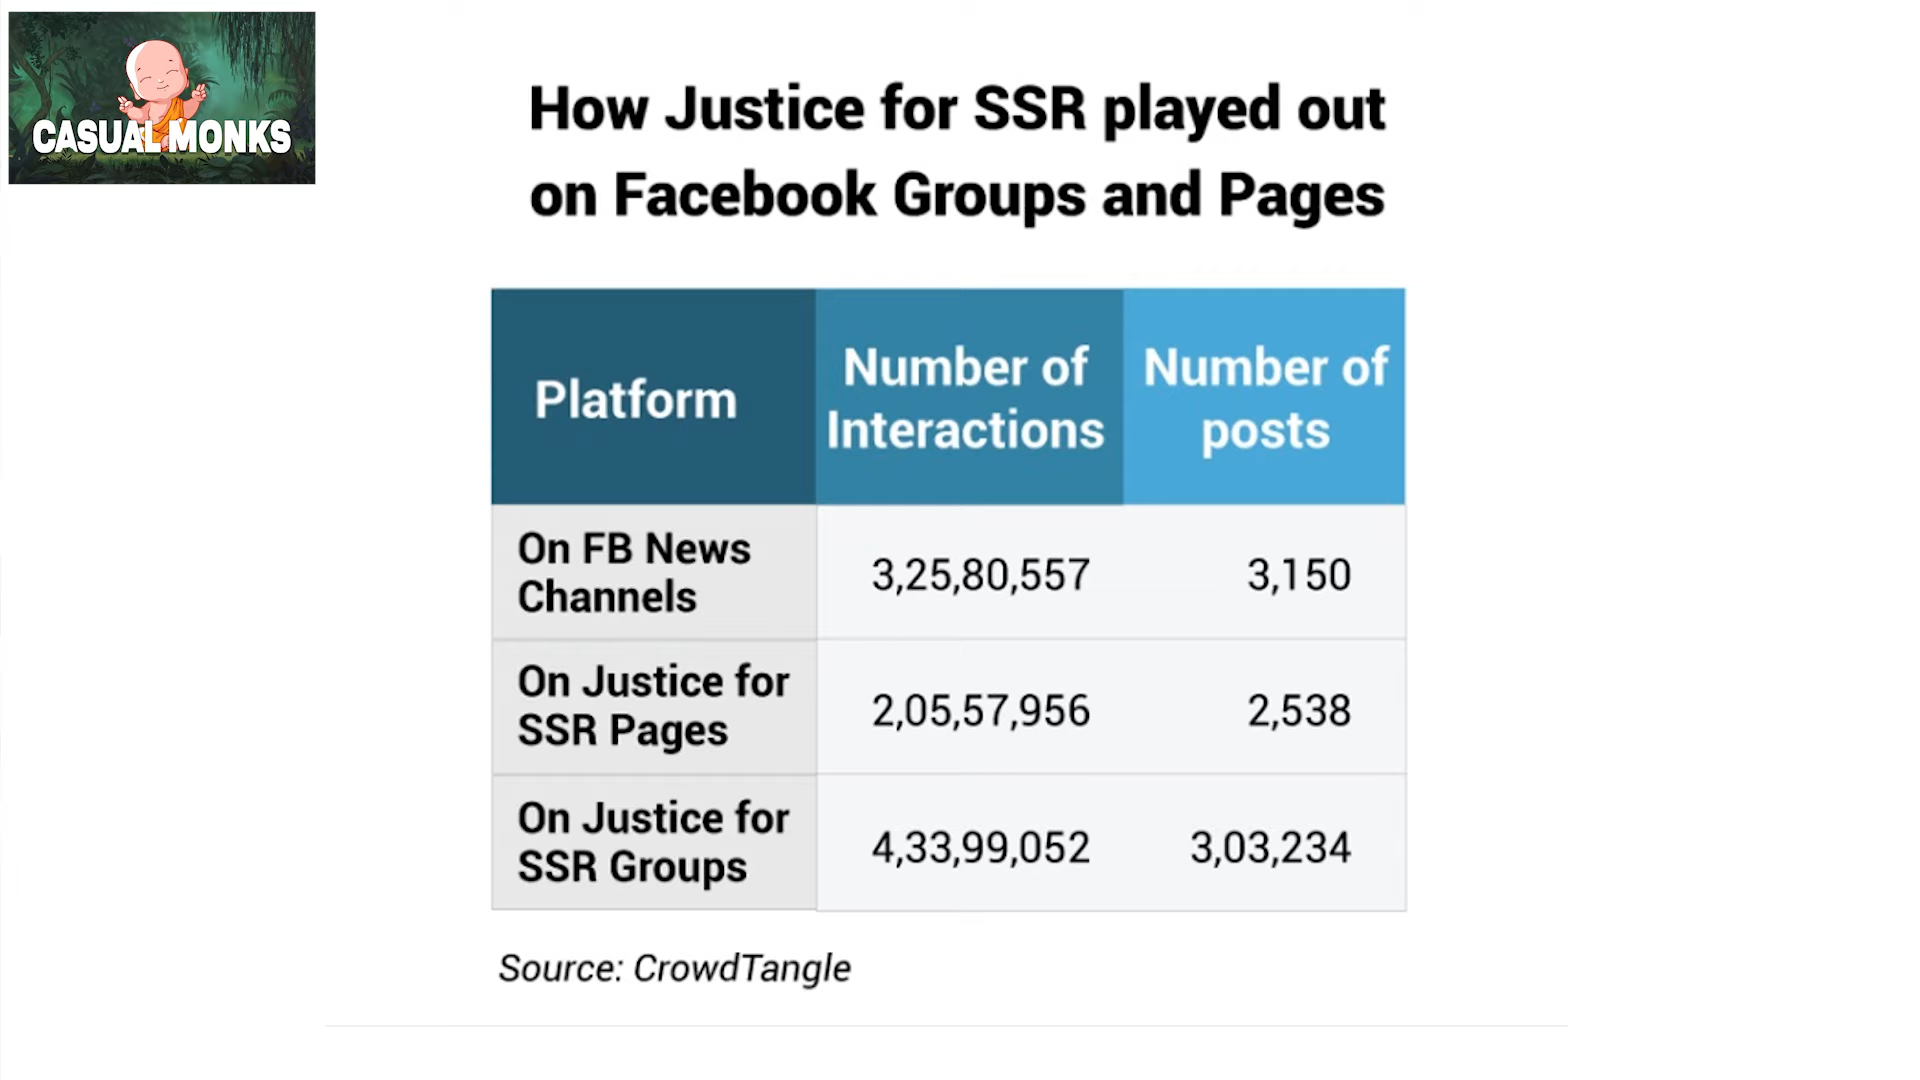 CASUAL MONKS
How Justice for SSR played out
on Facebook Groups and Pages
Platform
Number of
Interactions
Number of
posts
On FB News
Channels
3,25,80,557
3,150
On Justice for
SSR Pages
2,05,57,956
2,538
On Justice for
SSR Groups
4,33,99,052
3,03,234
Source: CrowdTangle